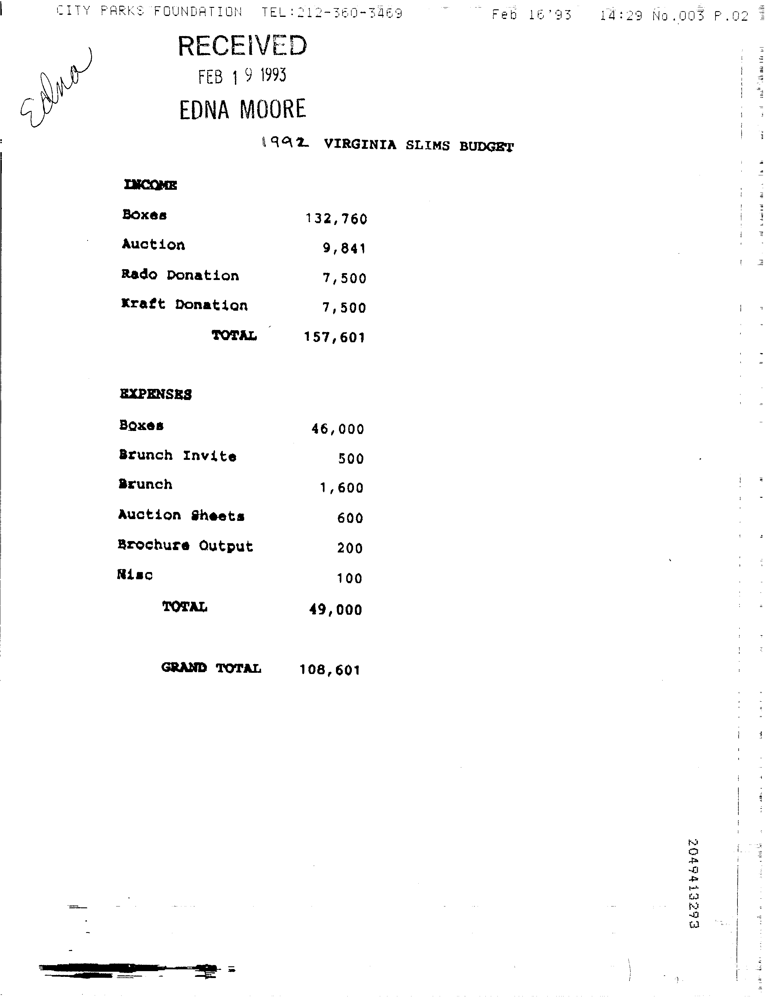 CITY PARKS FOUNDATION TEL:212-360-3469 Feb 16'93 14:29 No.003 P.02
Edna
RECEIVED
FEB 19 1993
EDNA MOORE
1992 VIRGINIA SLIMS BUDGET
INCOME
Boxes 132,760
Auction 9,841
Rado Donation 7,500
Kraft Donation 7,500
TOTAL 157,601
EXPENSES
Boxes 46,000
Brunch Invite 500
Brunch 1,600
Auction Sheets 600
Brochure Output 200
Misc 100
TOTAL 49,000
GRAND TOTAL 108,601
2049413293